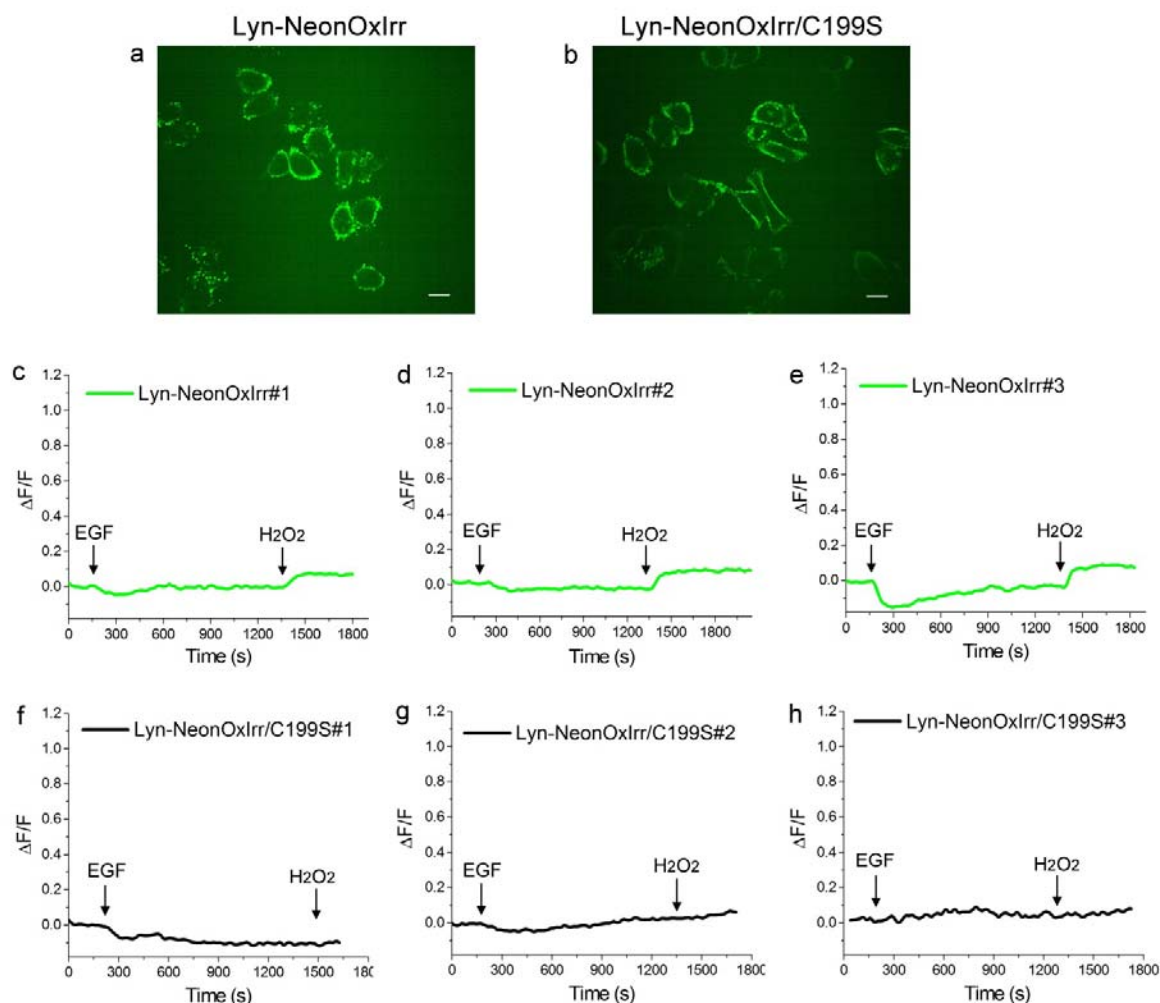 Lyn-NeonOxIrr
Lyn-NeonOxIrr/C199S
a
b
c
Lyn-NeonOxIrr#1
1.2
1.0
0.8
0.6
0.4
0.2
0.0
ΔF/F
EGF
H2O2
0 300 600 900 1200 1500 1800
Time (s)
d
Lyn-NeonOxIrr#2
1.2
1.0
0.8
0.6
0.4
0.2
0.0
ΔF/F
EGF
H2O2
0 300 600 900 1200 1500 1800
Time (s)
e
Lyn-NeonOxIrr#3
1.2
1.0
0.8
0.6
0.4
0.2
0.0
ΔF/F
EGF
H2O2
0 300 600 900 1200 1500 1800
Time (s)
f
Lyn-NeonOxIrr/C199S#1
1.2
1.0
0.8
0.6
0.4
0.2
0.0
ΔF/F
EGF
H2O2
0 300 600 900 1200 1500 1800
Time (s)
g
Lyn-NeonOxIrr/C199S#2
1.2
1.0
0.8
0.6
0.4
0.2
0.0
ΔF/F
EGF
H2O2
0 300 600 900 1200 1500 1800
Time (s)
h
Lyn-NeonOxIrr/C199S#3
1.2
1.0
0.8
0.6
0.4
0.2
0.0
ΔF/F
EGF
H2O2
0 300 600 900 1200 1500 1800
Time (s)